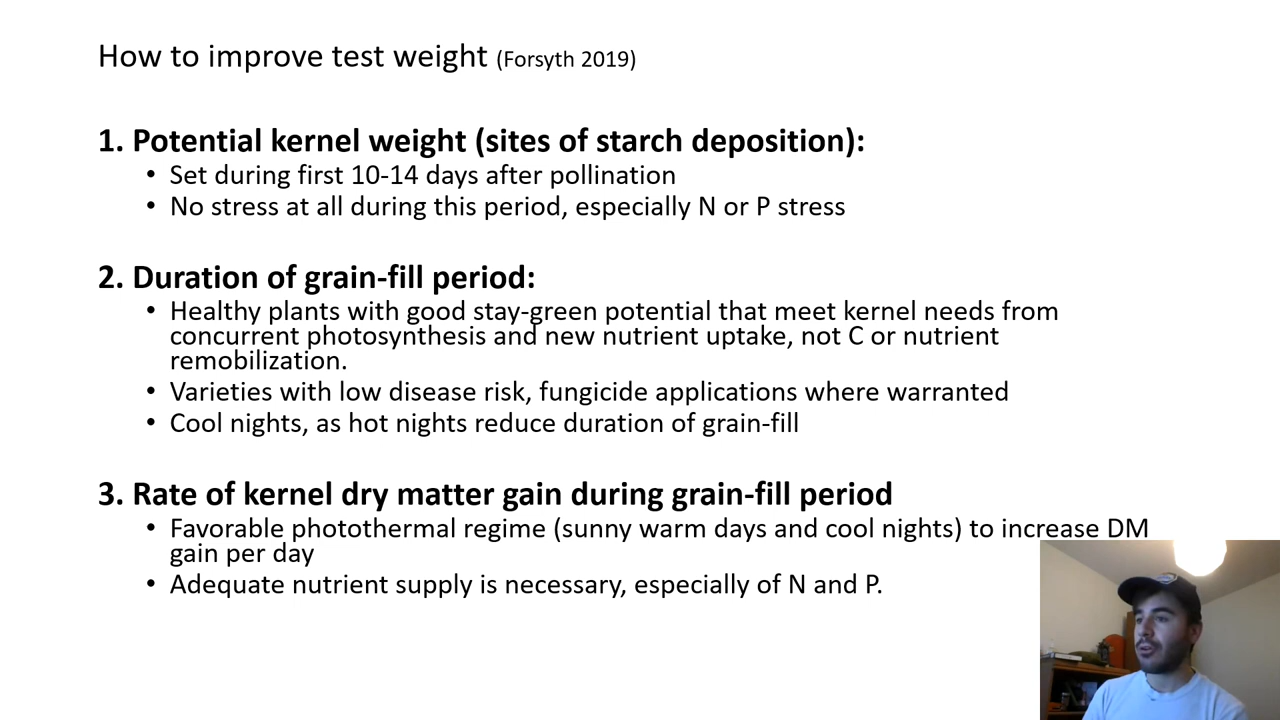 How to improve test weight (Forsyth 2019)
1. Potential kernel weight (sites of starch deposition):
• Set during first 10-14 days after pollination
• No stress at all during this period, especially N or P stress
2. Duration of grain-fill period:
• Healthy plants with good stay-green potential that meet kernel needs from
concurrent photosynthesis and new nutrient uptake, not C or nutrient
remobilization.
• Varieties with low disease risk, fungicide applications where warranted
• Cool nights, as hot nights reduce duration of grain-fill
3. Rate of kernel dry matter gain during grain-fill period
• Favorable photothermal regime (sunny warm days and cool nights) to increase DM
gain per day
• Adequate nutrient supply is necessary, especially of N and P.